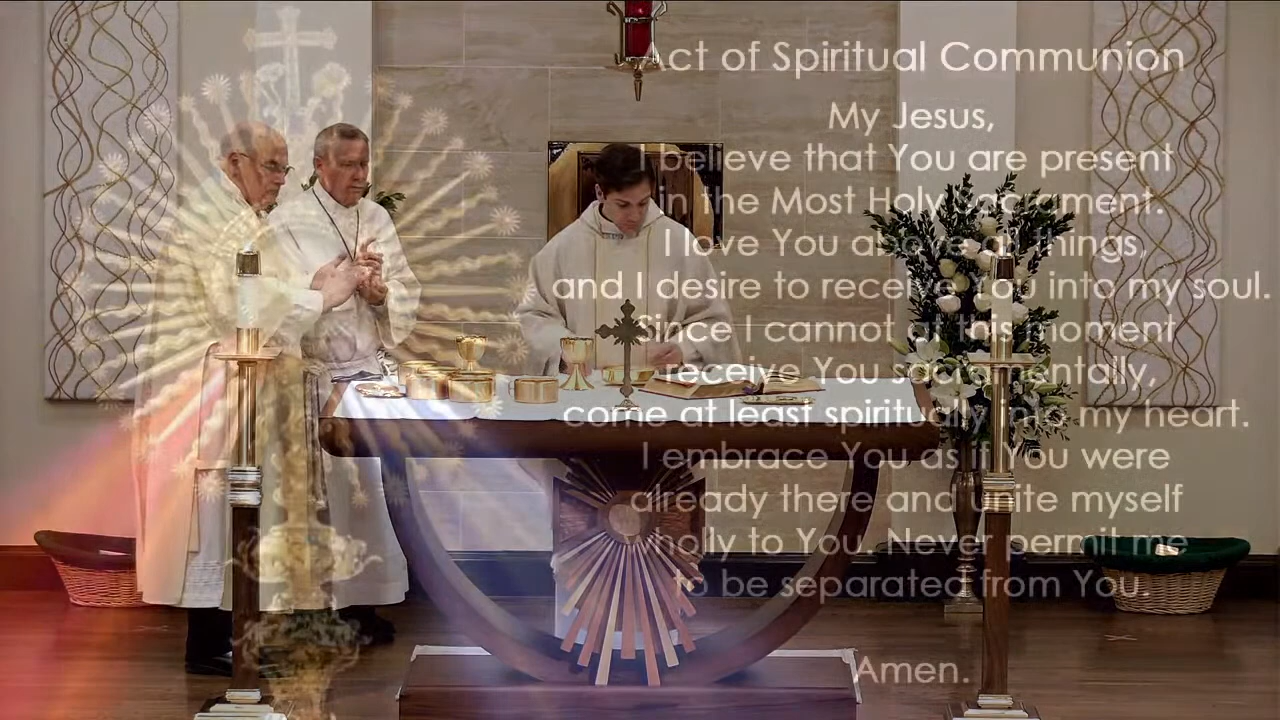 Act of Spiritual Communion
My Jesus,
I believe that You are present
in the Most Holy Sacrament.
I love You above all things,
and I desire to receive You into my soul.
Since I cannot at this moment
receive You sacramentally,
come at least spiritually into my heart.
I embrace You as if You were
already there and unite myself
wholly to You. Never permit me
to be separated from You.
Amen.